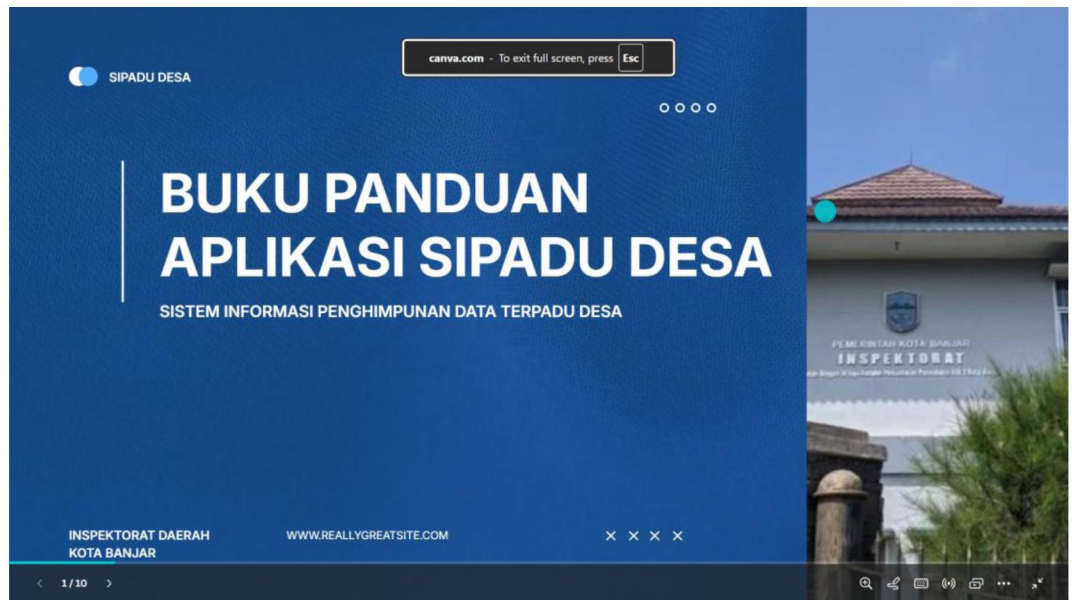 canva.com - To exit full screen, press Esc
SIPADU DESA
BUKU PANDUAN
APLIKASI SIPADU DESA
SISTEM INFORMASI PENGHIMPUNAN DATA TERPADU DESA
PEMERINTAH KOTA BANJAR
INSPEKTORAT
INSPEKTORAT DAERAH
KOTA BANJAR
WWW.REALLYGREATSITE.COM
1/10